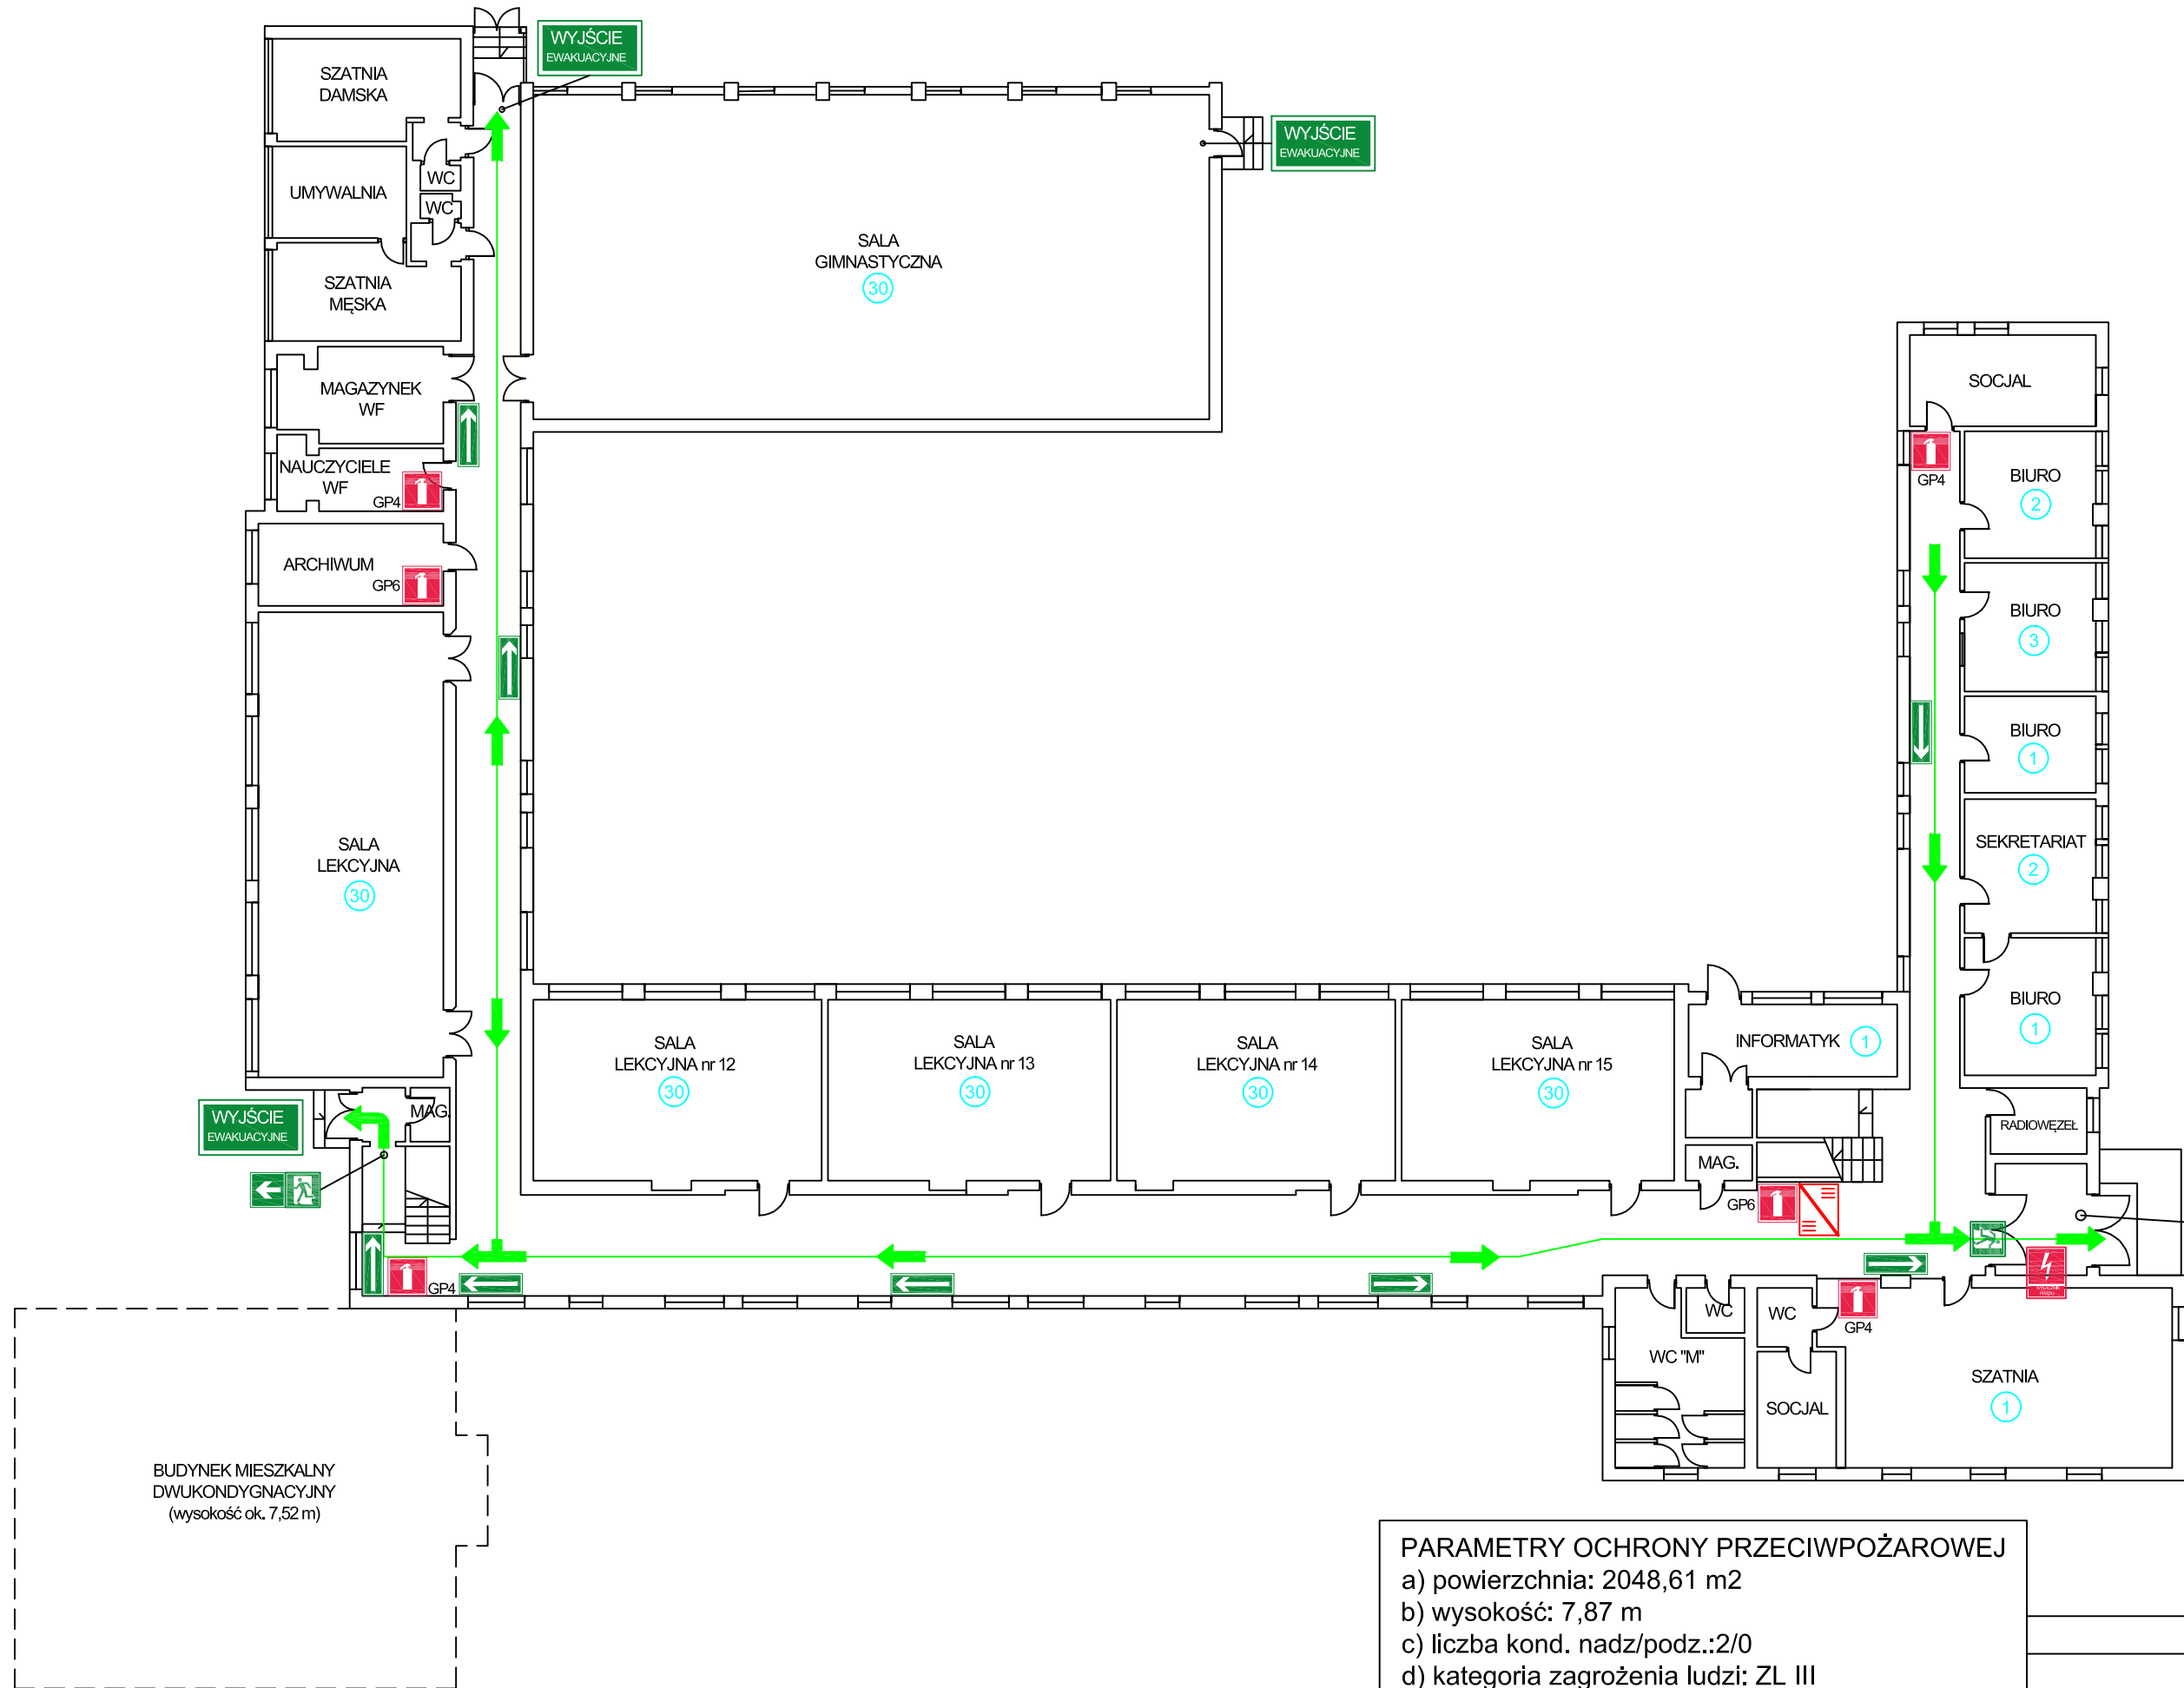 WYJŚCIE
EWAKUACYJNE
SZATNIA
DAMSKA
WYJŚCIE
EWAKUACYJNE
WC
UMYWALNIA
WC
SALA
GIMNASTYCZNA
30
SZATNIA
MĘSKA
MAGAZYNEK
WF
SOCJAL
NAUCZYCIELE
WF
GP4
GP4
BIURO
2
ARCHIWUM
GP6
BIURO
3
BIURO
1
SALA
LEKCYJNA
30
SEKRETARIAT
2
BIURO
1
SALA
LEKCYJNA nr 12
30
SALA
LEKCYJNA nr 13
30
SALA
LEKCYJNA nr 14
30
SALA
LEKCYJNA nr 15
30
INFORMATYK
1
WYJŚCIE
EWAKUACYJNE
MAG.
RADIOWĘZEŁ
MAG.
GP6
GP4
WC
WC
GP4
WC "M"
SOCJAL
SZATNIA
1
BUDYNEK MIESZKALNY
DWUKONDYGNACYJNY
(wysokość ok. 7,52 m)
PARAMETRY OCHRONY PRZECIWPOŻAROWEJ
a) powierzchnia: 2048,61 m2
b) wysokość: 7,87 m
c) liczba kond. nadz/podz.:2/0
d) kategoria zagrożenia ludzi: ZL III